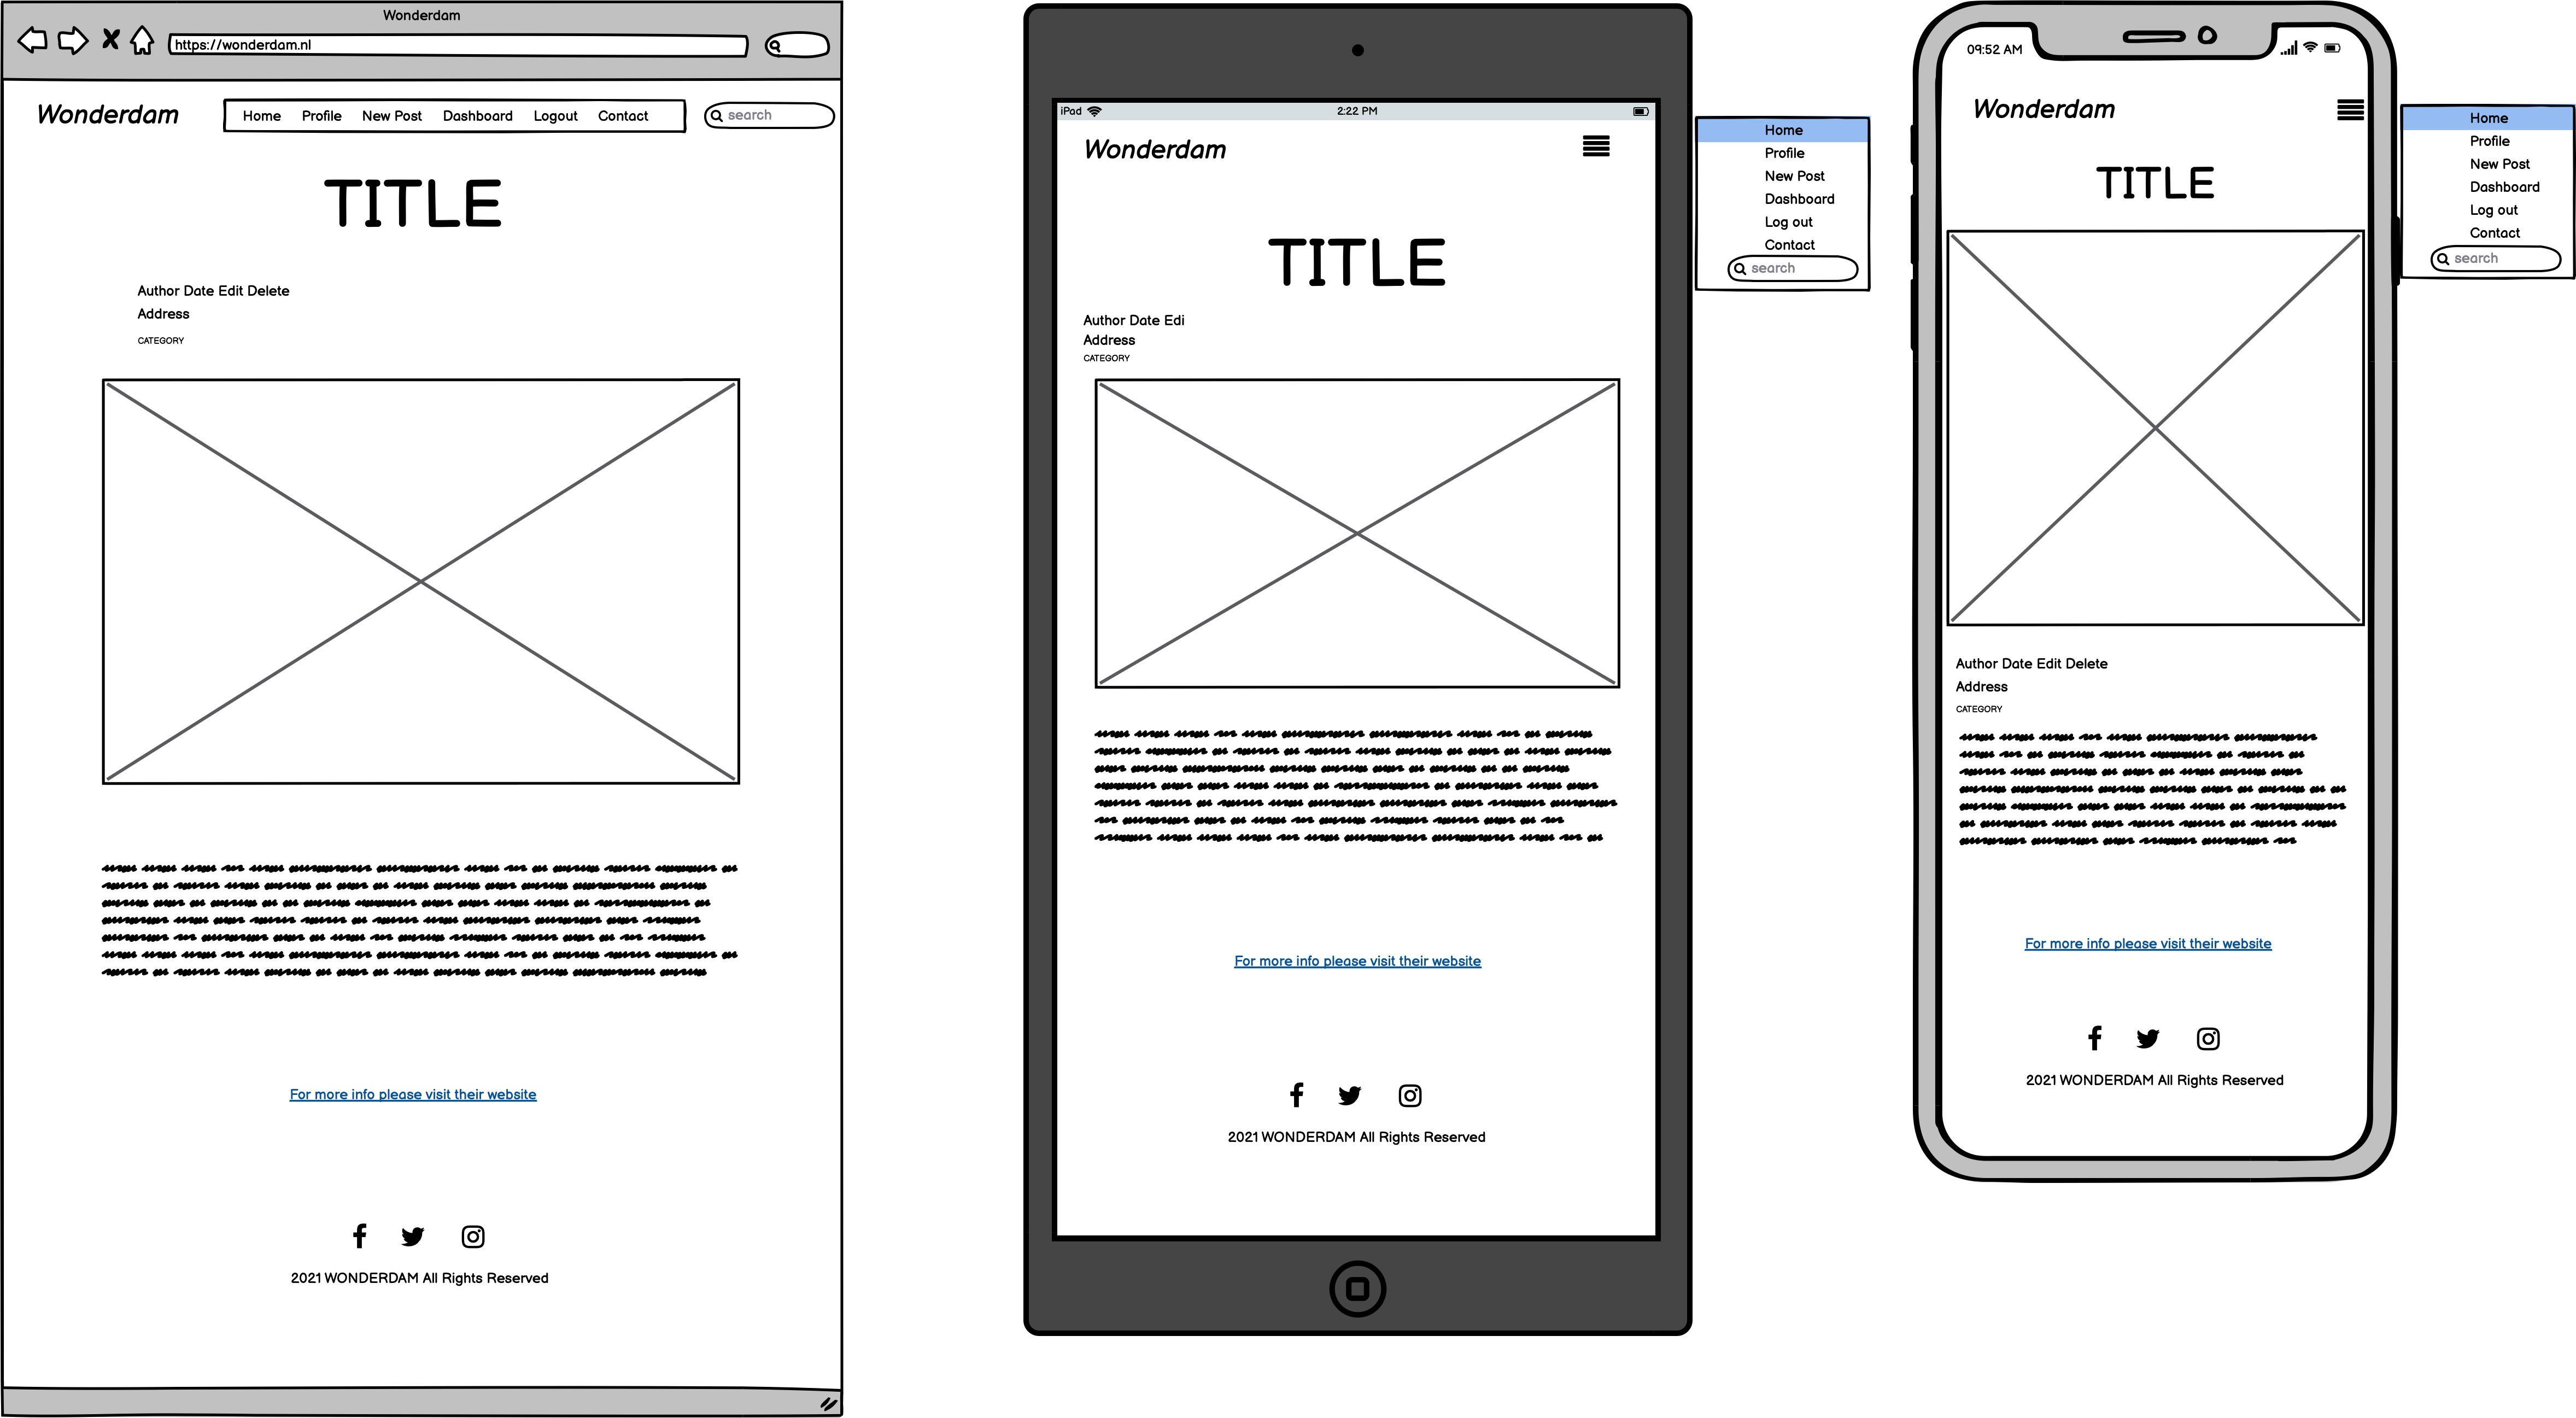 Wonderdam
https://wonderdam.nl
Wonderdam Home Profile New Post Dashboard Logout Contact search
TITLE
Author Date Edit Delete
Address
CATEGORY
For more info please visit their website
2021 WONDERDAM All Rights Reserved
iPad 2:22 PM
Wonderdam
TITLE
Author Date Edi
Address
CATEGORY
For more info please visit their website
2021 WONDERDAM All Rights Reserved
Home
Profile
New Post
Dashboard
Log out
Contact
search
09:52 AM
Wonderdam
TITLE
Author Date Edit Delete
Address
CATEGORY
For more info please visit their website
2021 WONDERDAM All Rights Reserved
Home
Profile
New Post
Dashboard
Log out
Contact
search